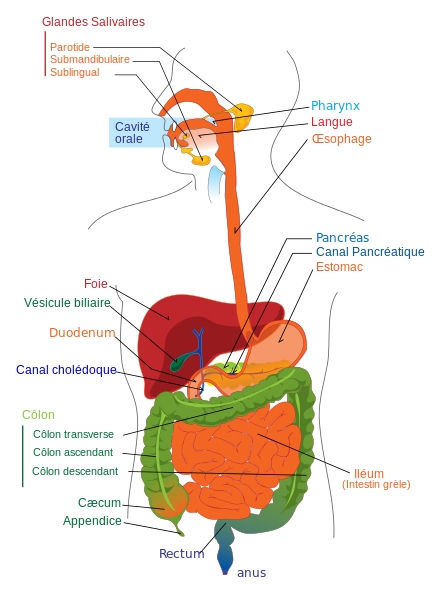 Glandes Salivaires
Parotide
Submandibulaire
Sublingual
Cavité
orale
Pharynx
Langue
Œsophage
Pancréas
Canal Pancréatique
Estomac
Foie
Vésicule biliaire
Duodenum
Canal cholédoque
Côlon
Côlon transverse
Côlon ascendant
Côlon descendant
Iléum
(Intestin grèle)
Cæcum
Appendice
Rectum
anus